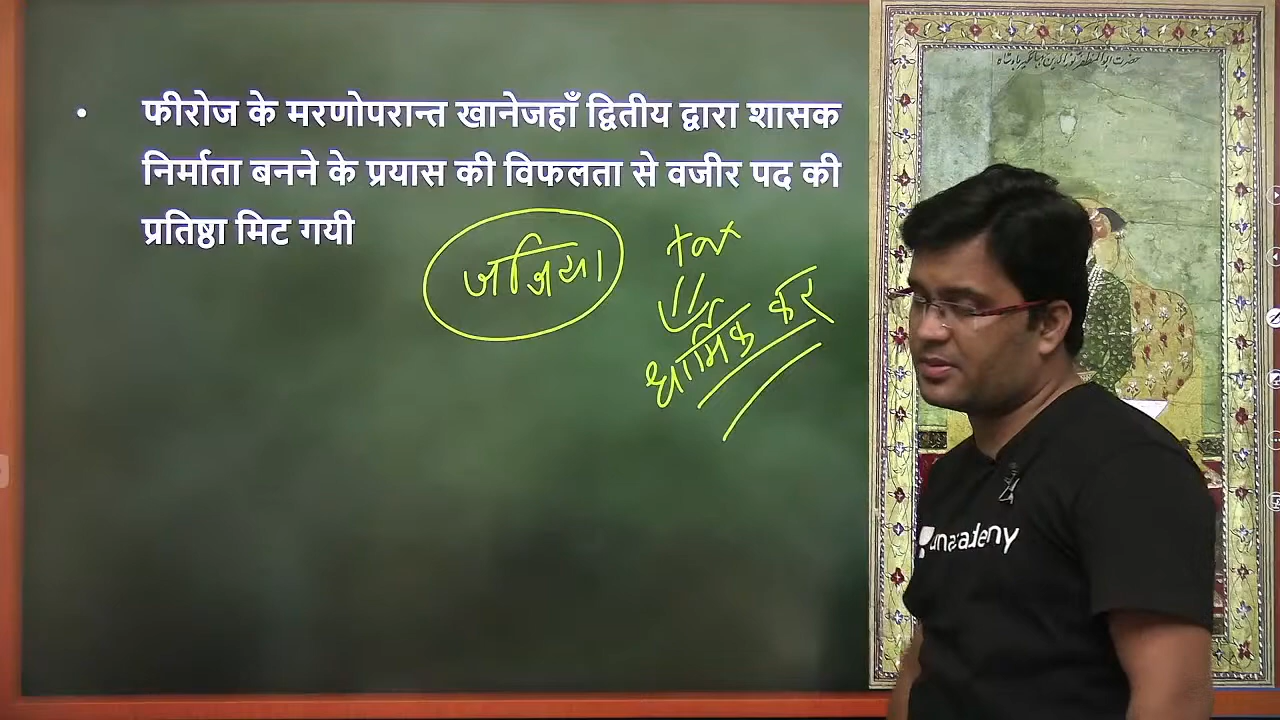 फीरोज के मरणोपरान्त खानेजहाँ द्वितीय द्वारा शासक
निर्माता बनने के प्रयास की विफलता से वजीर पद की
प्रतिष्ठा मिट गयी
जजिया
tax
धार्मिक कर
unacademy